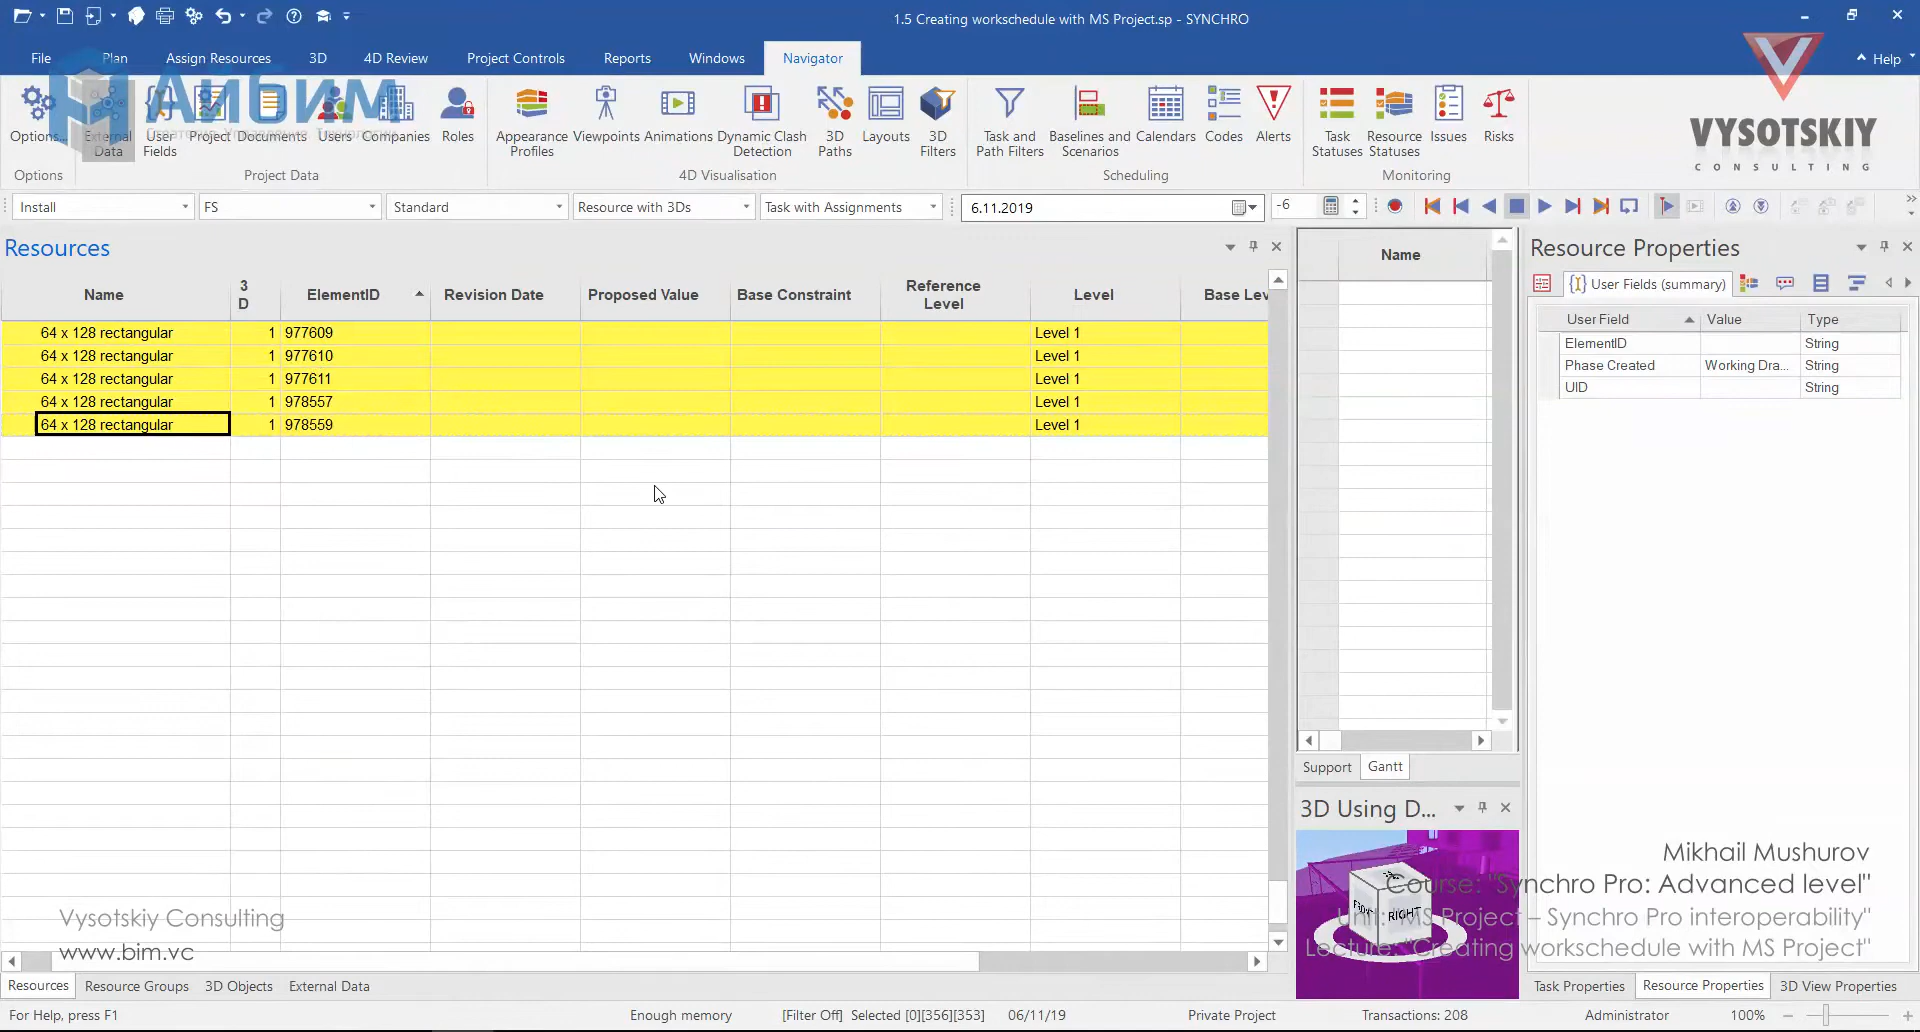 1.5 Creating workschedule with MS Project.sp - SYNCHRO
File Plan Assign Resources 3D 4D Review Project Controls Reports Windows Navigator Help
Айбим
Options... External Data User Fields Project Documents Users Companies Roles
Appearance Profiles Viewpoints Animations Dynamic Clash Detection 3D Paths Layouts 3D Filters
Task and Path Filters Baselines and Scenarios Calendars Codes Alerts
Task Statuses Resource Statuses Issues Risks
VYSOTSKIY
CONSULTING
Options Project Data 4D Visualisation Scheduling Monitoring
Install FS Standard Resource with 3Ds Task with Assignments 6.11.2019 -6
Resources
Name 3D ElementID Revision Date Proposed Value Base Constraint Reference Level Level Base Lev
64 x 128 rectangular 1 977609 Level 1
64 x 128 rectangular 1 977610 Level 1
64 x 128 rectangular 1 977611 Level 1
64 x 128 rectangular 1 978557 Level 1
64 x 128 rectangular 1 978559 Level 1
Name
Support Gantt
3D Using D...
RIGHT
Resource Properties
User Fields (summary)
User Field Value Type
ElementID String
Phase Created Working Dra... String
UID String
Mikhail Mushurov
Course: "Synchro Pro: Advanced level"
Unit: "MS Project – Synchro Pro interoperability"
Lecture: "Creating workschedule with MS Project"
Vysotskiy Consulting
www.bim.vc
Resources Resource Groups 3D Objects External Data
Task Properties Resource Properties 3D View Properties
For Help, press F1 Enough memory [Filter Off] Selected [0][356][353] 06/11/19 Private Project Transactions: 208 Administrator 100%